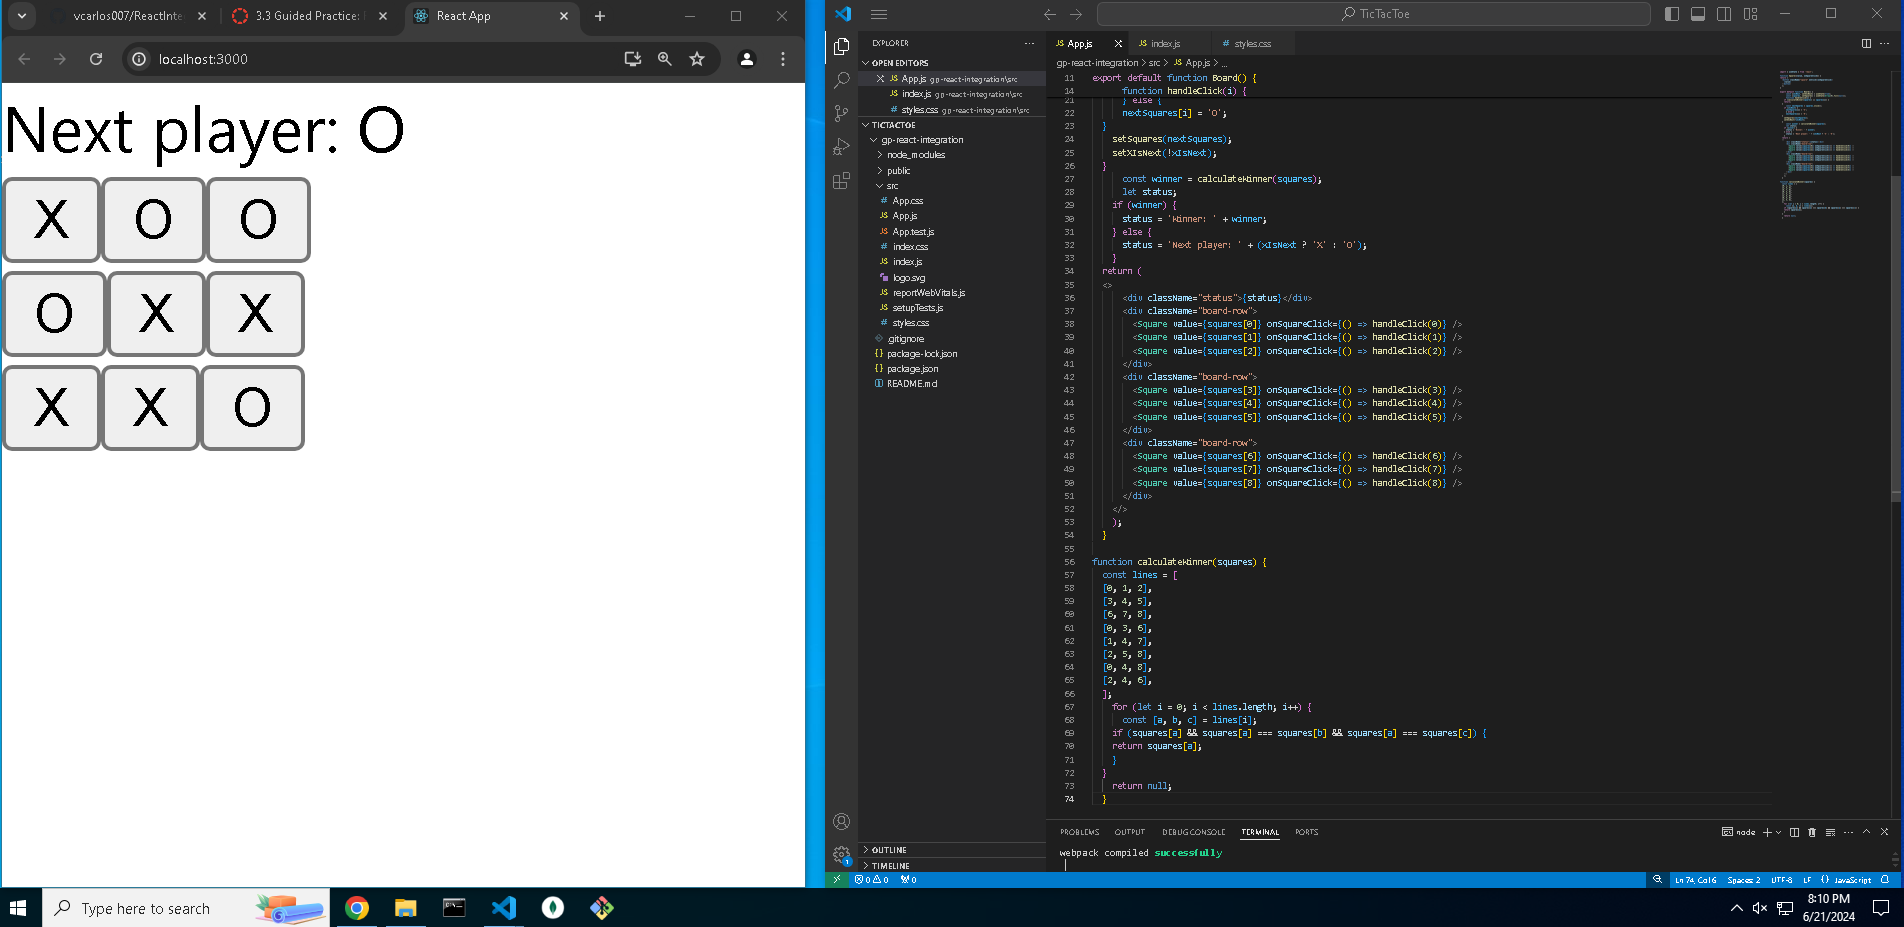 vcarlos007/ReactInte
3.3 Guided Practice:
React App
localhost:3000
Next player: O
X O O
O X X
X X O
TicTacToe
EXPLORER
OPEN EDITORS
App.js gp-react-integration\src
index.js gp-react-integration\src
styles.css gp-react-integration\src
TICTACTOE
gp-react-integration
node_modules
public
src
App.css
App.js
App.test.js
index.css
index.js
logo.svg
reportWebVitals.js
setupTests.js
styles.css
.gitignore
package-lock.json
package.json
README.md
OUTLINE
TIMELINE
App.js
index.js
styles.css
gp-react-integration > src > JS App.js > ...
11 export default function Board() {
14 function handleClick(i) {
21 } else {
22 nextSquares[i] = 'O';
23 }
24 setSquares(nextSquares);
25 setXIsNext(!xIsNext);
26 }
27 const winner = calculateWinner(squares);
28 let status;
29 if (winner) {
30 status = 'Winner: ' + winner;
31 } else {
32 status = 'Next player: ' + (xIsNext ? 'X' : 'O');
33 }
34 return (
35 <>
36 <div className="status">{status}</div>
37 <div className="board-row">
38 <Square value={squares[0]} onSquareClick={() => handleClick(0)} />
39 <Square value={squares[1]} onSquareClick={() => handleClick(1)} />
40 <Square value={squares[2]} onSquareClick={() => handleClick(2)} />
41 </div>
42 <div className="board-row">
43 <Square value={squares[3]} onSquareClick={() => handleClick(3)} />
44 <Square value={squares[4]} onSquareClick={() => handleClick(4)} />
45 <Square value={squares[5]} onSquareClick={() => handleClick(5)} />
46 </div>
47 <div className="board-row">
48 <Square value={squares[6]} onSquareClick={() => handleClick(6)} />
49 <Square value={squares[7]} onSquareClick={() => handleClick(7)} />
50 <Square value={squares[8]} onSquareClick={() => handleClick(8)} />
51 </div>
52 </>
53 );
54 }
55
56 function calculateWinner(squares) {
57 const lines = [
58 [0, 1, 2],
59 [3, 4, 5],
60 [6, 7, 8],
61 [0, 3, 6],
62 [1, 4, 7],
63 [2, 5, 8],
64 [0, 4, 8],
65 [2, 4, 6],
66 ];
67 for (let i = 0; i < lines.length; i++) {
68 const [a, b, c] = lines[i];
69 if (squares[a] && squares[a] === squares[b] && squares[a] === squares[c]) {
70 return squares[a];
71 }
72 }
73 return null;
74 }
PROBLEMS OUTPUT DEBUG CONSOLE TERMINAL PORTS
node
webpack compiled successfully
0 0 0
Ln 74, Col 6 Spaces: 2 UTF-8 LF {} JavaScript
Type here to search
8:10 PM
6/21/2024